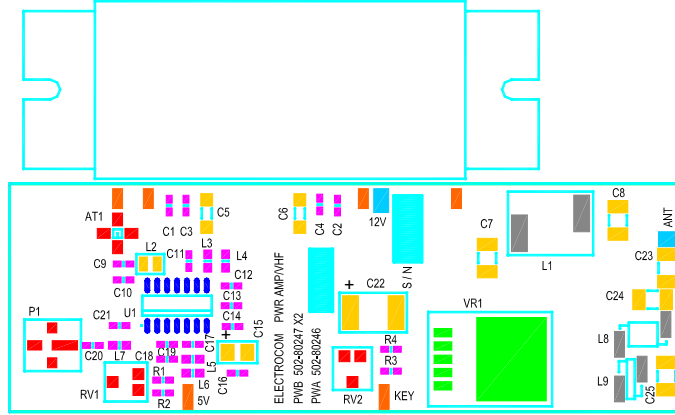 AT1
C1
C3
C5
C6
C4
C2
12V
C7
C8
ANT
L2
C11
L3
L4
S/N
L1
C23
C9
C10
C12
C13
C14
C22
C24
P1
C21
U1
+
C15
+
VR1
ELECTROCOM PWR AMP/VHF
PWB 502-80247 X2
PWA 502-80246
L8
C20
L7
C18
C19
C17
L5
R4
R3
RV1
R1
R2
L6
5V
C16
RV2
KEY
L9
C25